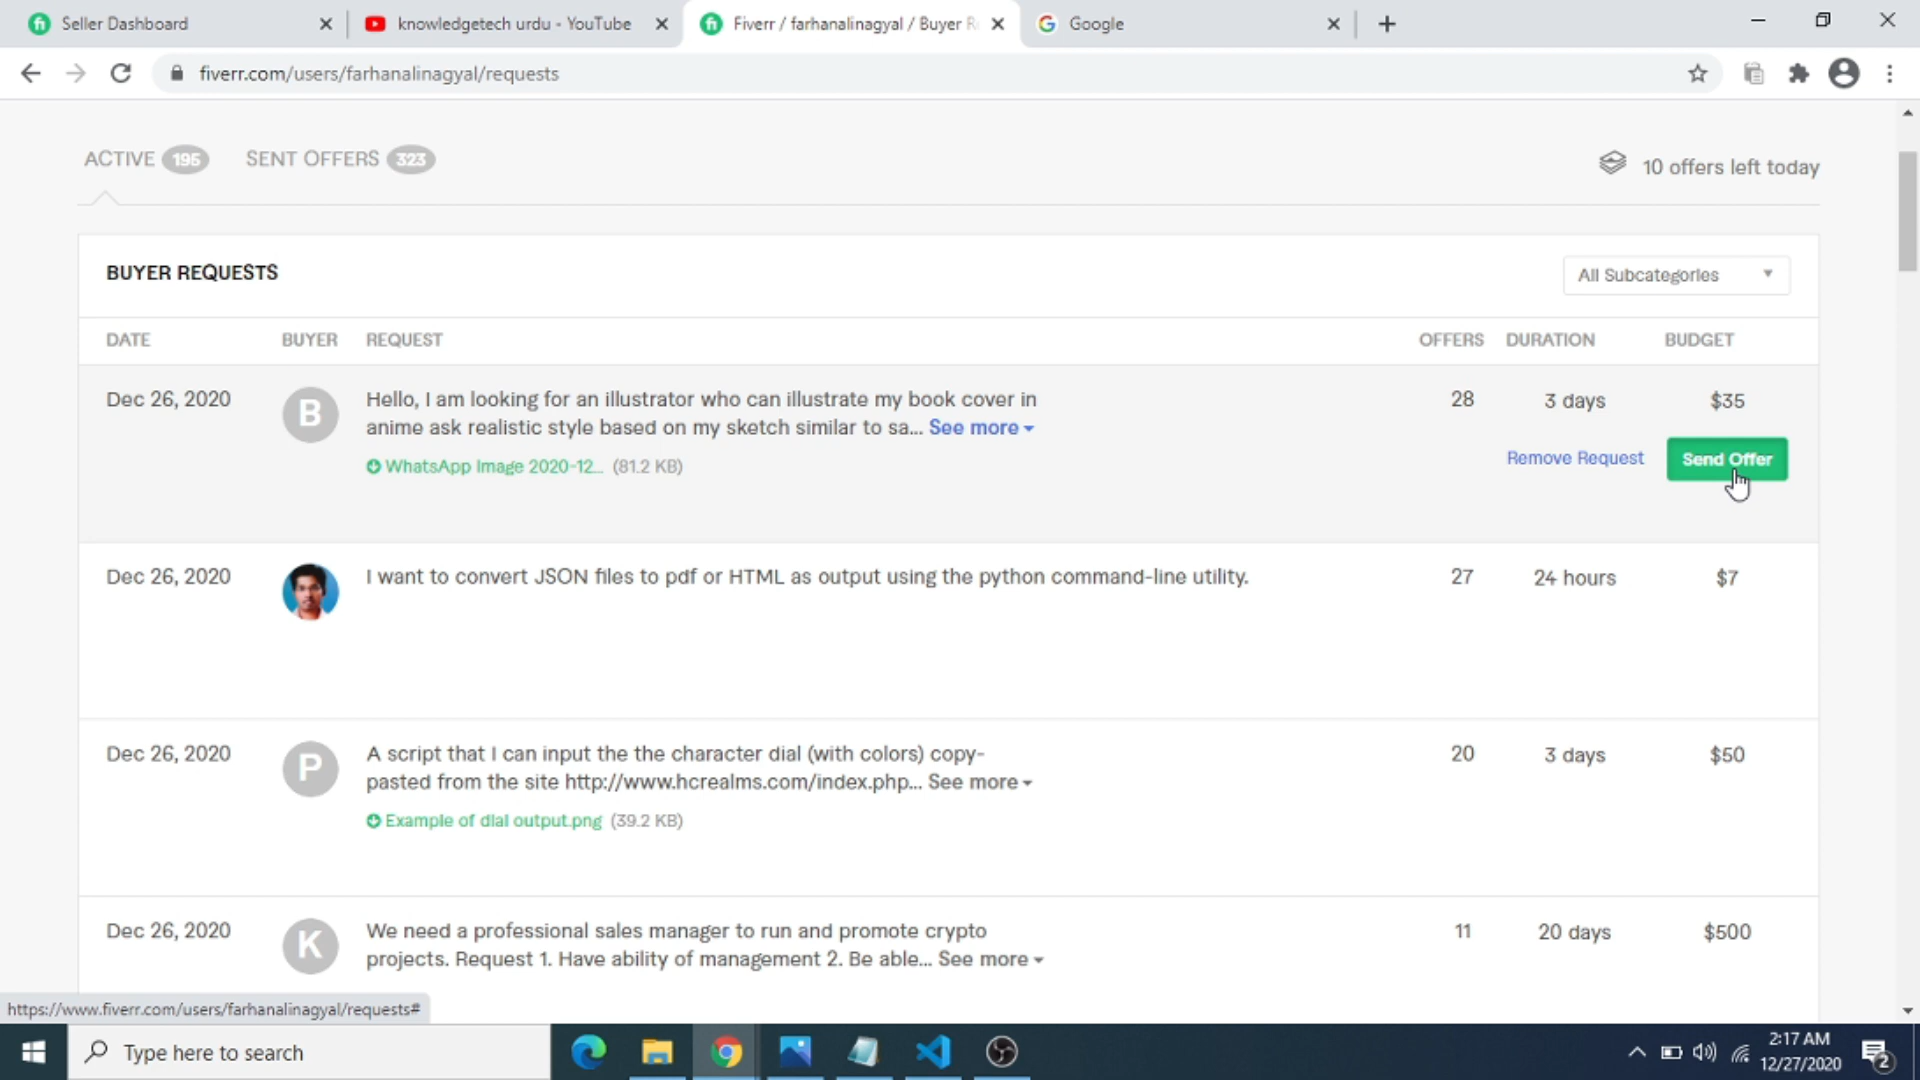 Seller Dashboard
knowledgetech urdu - YouTube
Fiverr / farhanalinagyal / Buyer R
Google
fiverr.com/users/farhanalinagyal/requests
ACTIVE 195
SENT OFFERS 323
10 offers left today
BUYER REQUESTS
All Subcategories
DATE BUYER REQUEST OFFERS DURATION BUDGET
Dec 26, 2020
B
Hello, I am looking for an illustrator who can illustrate my book cover in
anime ask realistic style based on my sketch similar to sa... See more
WhatsApp Image 2020-12... (81.2 KB)
28
3 days
$35
Remove Request
Send Offer
Dec 26, 2020
I want to convert JSON files to pdf or HTML as output using the python command-line utility.
27
24 hours
$7
Dec 26, 2020
P
A script that I can input the the character dial (with colors) copy-
pasted from the site http://www.hcrealms.com/index.php... See more
Example of dial output.png (39.2 KB)
20
3 days
$50
Dec 26, 2020
K
We need a professional sales manager to run and promote crypto
projects. Request 1. Have ability of management 2. Be able... See more
11
20 days
$500
https://www.fiverr.com/users/farhanalinagyal/requests#
Type here to search
2:17 AM
12/27/2020
2